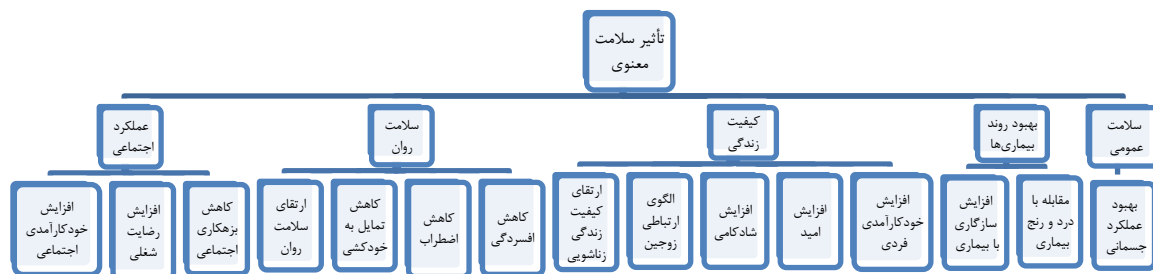 تأثیر سلامت
معنوی
سلامت
عمومی
بهبود روند
بیماری‌ها
کیفیت
زندگی
سلامت
روان
عملکرد
اجتماعی
بهبود
عملکرد
جسمانی
مقابله با
درد و رنج
بیماری
افزایش
سازگاری
با بیماری
افزایش
خودکارآمدی
فردی
افزایش
امید
افزایش
شادکامی
الگوی
ارتباطی
زوجین
ارتقای
کیفیت
زندگی
زناشویی
کاهش
افسردگی
کاهش
اضطراب
کاهش
تمایل به
خودکشی
ارتقای
سلامت
روان
کاهش
بزهکاری
اجتماعی
افزایش
رضایت
شغلی
افزایش
خودکارآمدی
اجتماعی